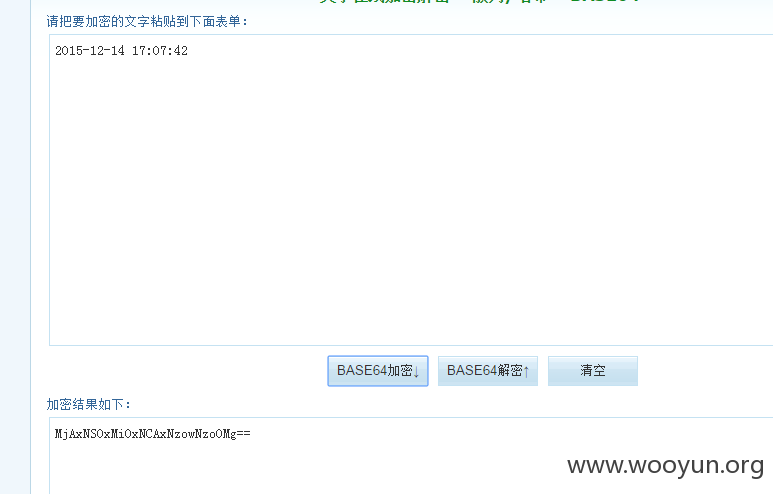 请把要加密的文字粘贴到下面表单:
2015-12-14 17:07:42
BASE64加密↓ BASE64解密↑ 清空
加密结果如下:
MjAxNS0xMi0xNCAxNzowNzo0Mg==
www.wooyun.org